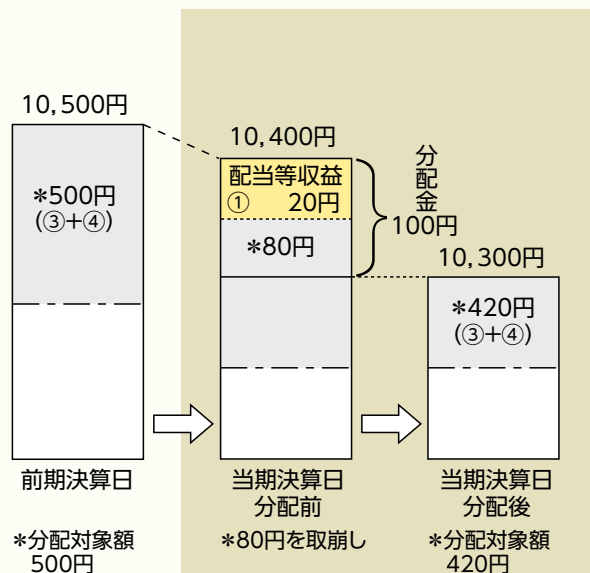 10,500円
*500円
(③+④)
前期決算日
*分配対象額
500円
10,400円
配当等収益
① 20円
*80円
分配金
100円
当期決算日
分配前
*80円を取崩し
10,300円
*420円
(③+④)
当期決算日
分配後
*分配対象額
420円